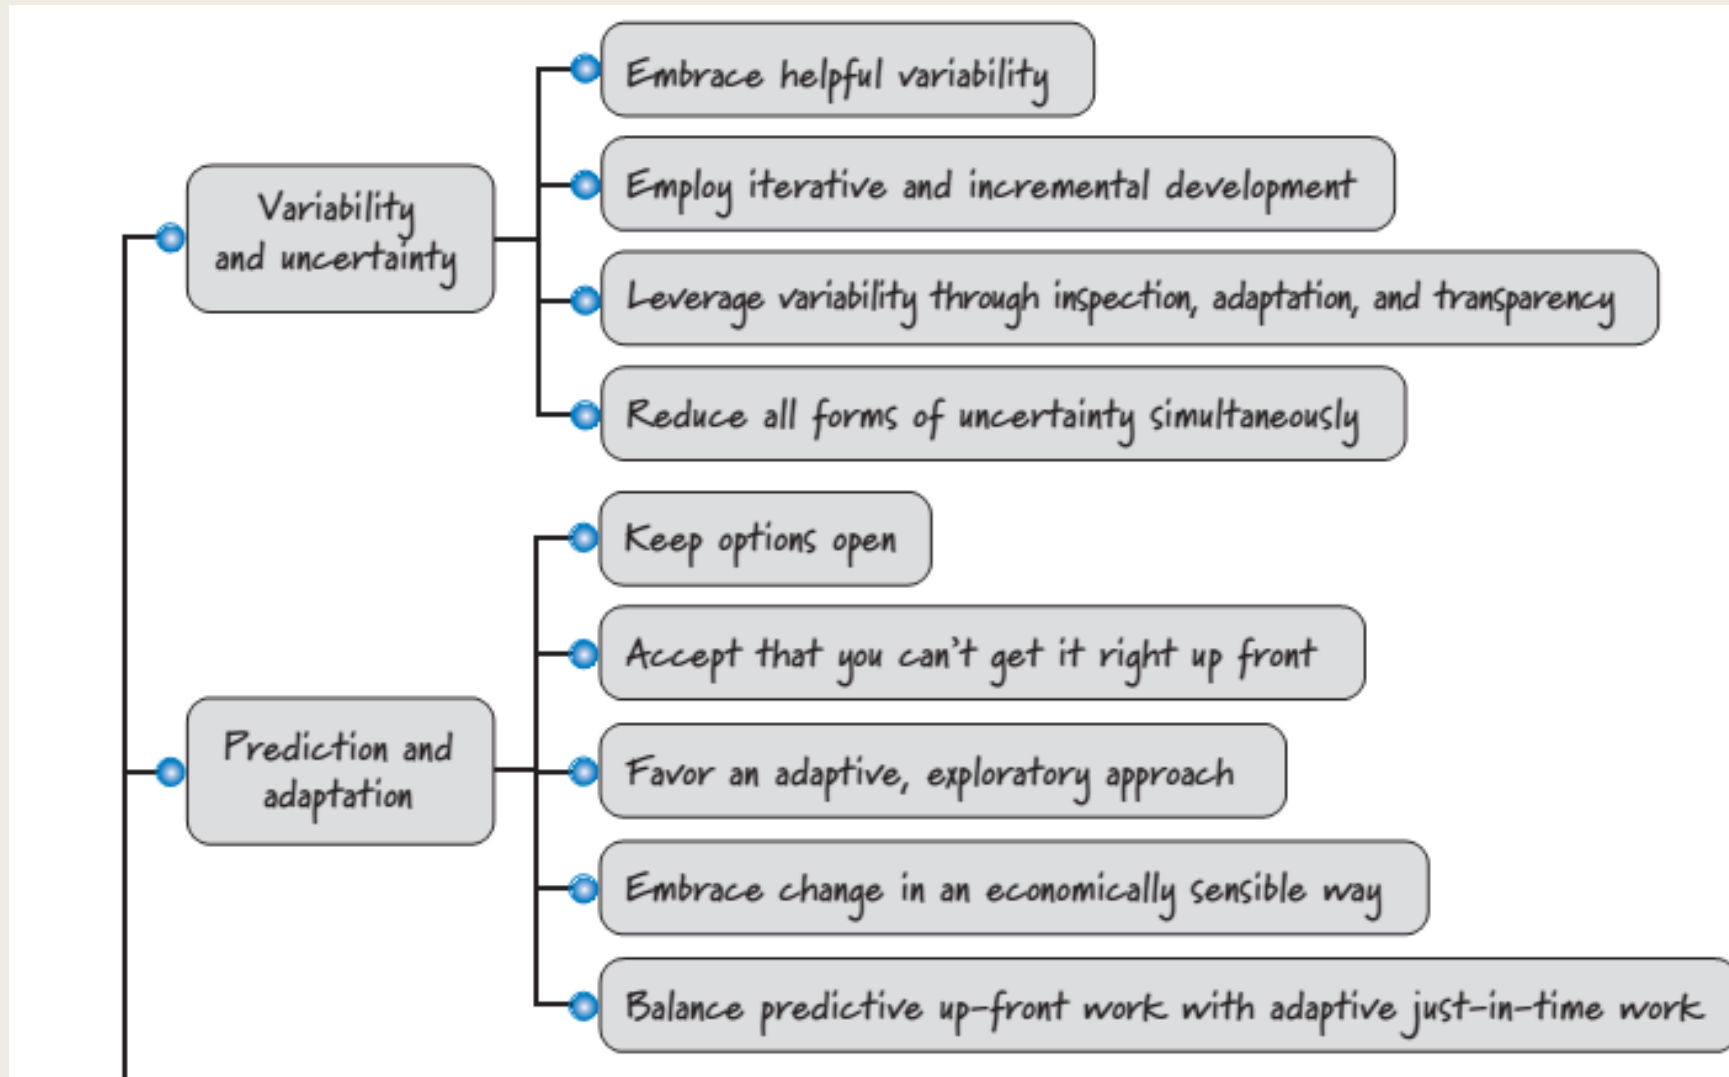 Variability
and uncertainty
Embrace helpful variability
Employ iterative and incremental development
Leverage variability through inspection, adaptation, and transparency
Reduce all forms of uncertainty simultaneously
Prediction and
adaptation
Keep options open
Accept that you can't get it right up front
Favor an adaptive, exploratory approach
Embrace change in an economically sensible way
Balance predictive up-front work with adaptive just-in-time work